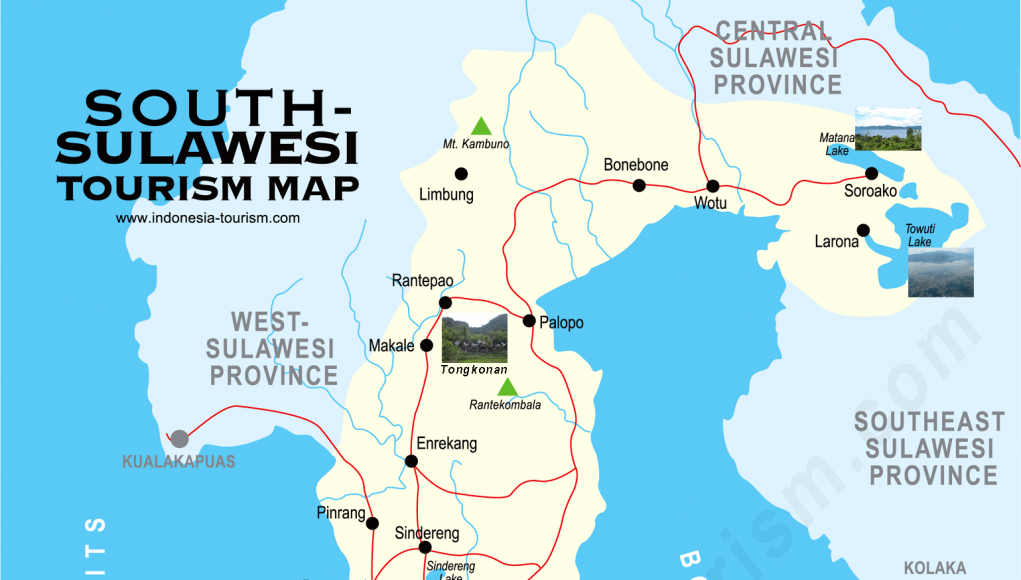 SOUTH-
SULAWESI
TOURISM MAP
www.indonesia-tourism.com
CENTRAL
SULAWESI
PROVINCE
Mt. Kambuno
Limbung
Bonebone
Wotu
Matana
Lake
Soroako
Larona
Towuti
Lake
Rantepao
Palopo
Makale
Tongkonan
Rantekombala
WEST-
SULAWESI
PROVINCE
KUALAKAPUAS
Enrekang
Pinrang
Sindereng
Sindereng
Lake
SOUTHEAST
SULAWESI
PROVINCE
KOLAKA
ITS
B
rism.com